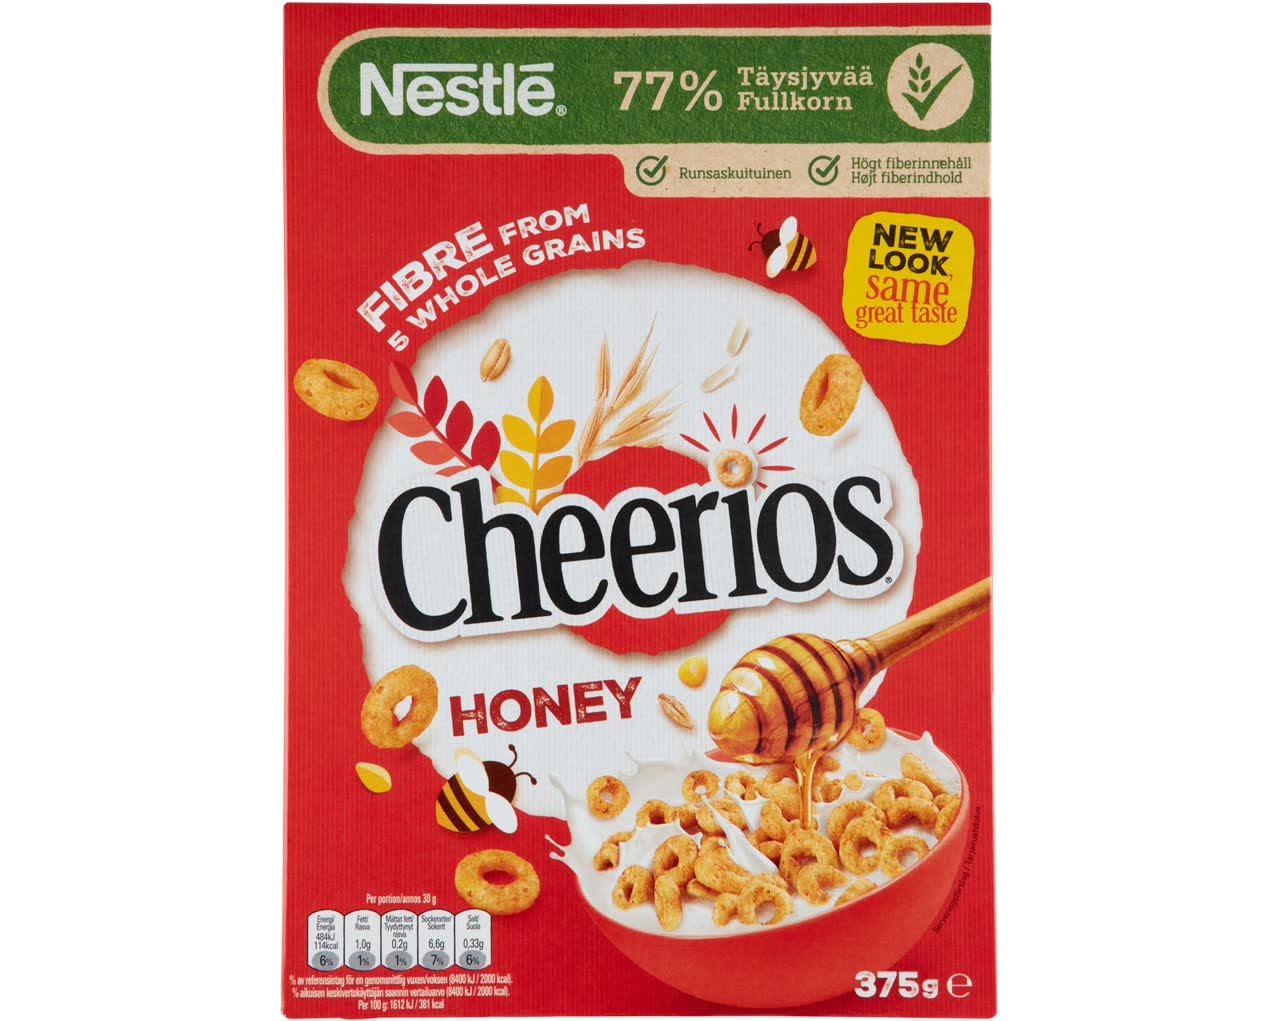 Nestlé®
77% Täysjyvää
Fullkorn
Runsaskuituinen
Högt fiberinnehåll
Højt fiberindhold
FIBRE FROM
5 WHOLE GRAINS
NEW
LOOK,
same
great taste
Cheerios®
HONEY
Serveringsförslag / Tarjoiluehdotus
Per portion/annos 30 g
Energi/
Energia
484kJ
114kcal
6%
Fett/
Rasva
1,0g
1%
Mättat fett/
Tyydyttynyt
rasva
0,2g
1%
Sockerarter/
Sokerit
6,6g
7%
Salt/
Suola
0,33g
6%
% av referensintag för en genomsnittlig vuxen/voksen (8400 kJ / 2000 kcal).
% aikuisen keskivertokäyttäjän saannin vertailuarvo (8400 kJ / 2000 kcal).
Per 100 g: 1612 kJ / 381 kcal
375g e